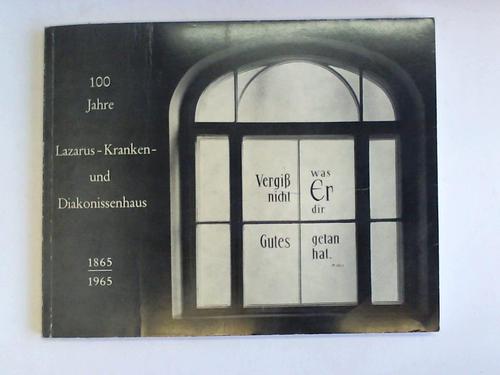 100
Jahre
Lazarus-Kranken-
und
Diakonissenhaus
1865
1965
Vergiß was
nicht Er
dir
Gutes getan
hat.